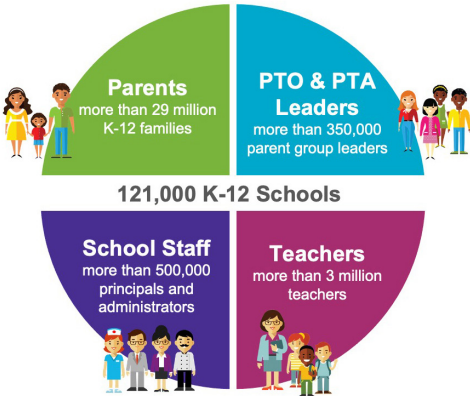 Parents
more than 29 million
K-12 families
PTO & PTA
Leaders
more than 350,000
parent group leaders
121,000 K-12 Schools
School Staff
more than 500,000
principals and
administrators
Teachers
more than 3 million
teachers